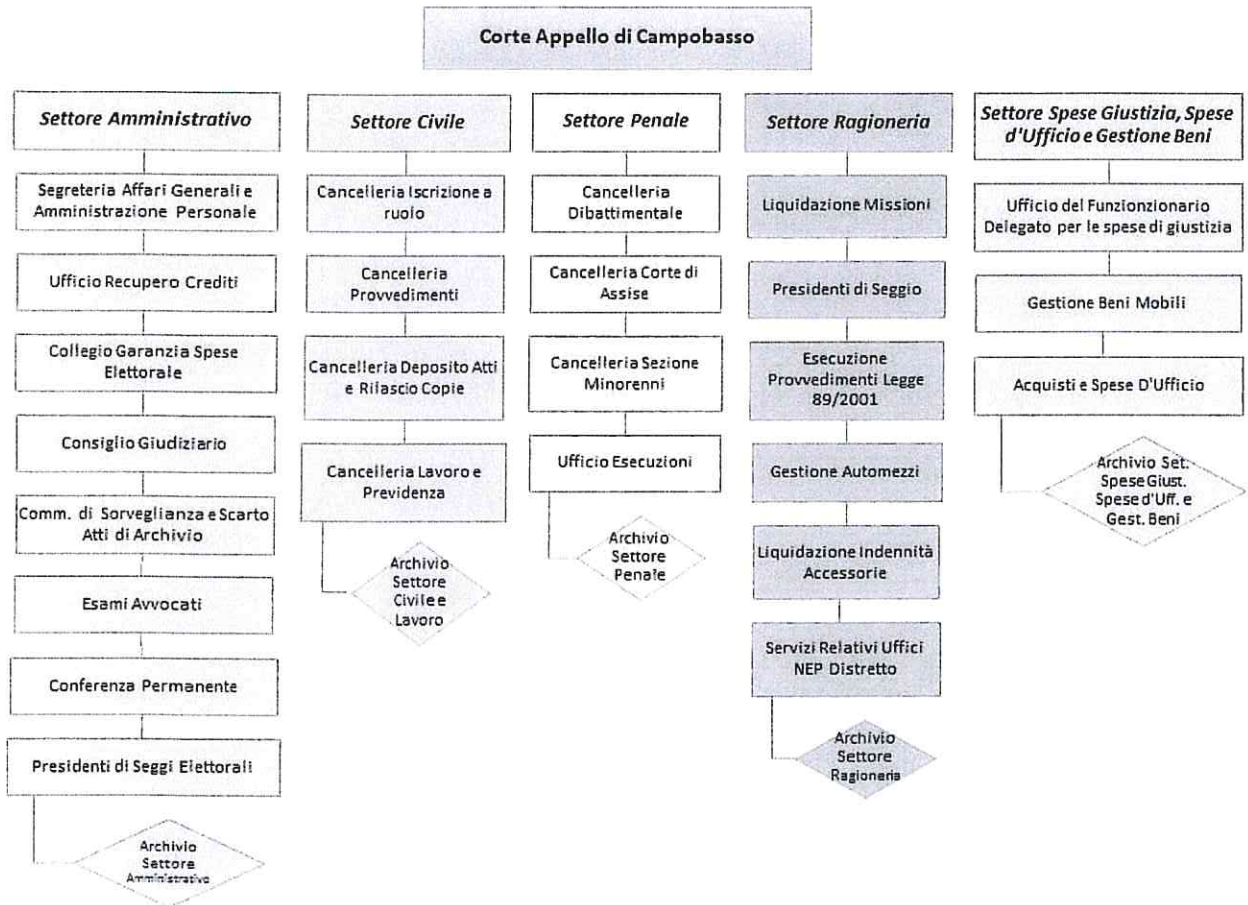 Corte Appello di Campobasso
Settore Amministrativo
Segreteria Affari Generali e
Amministrazione Personale
Ufficio Recupero Crediti
Collegio Garanzia Spese
Elettorale
Consiglio Giudiziario
Comm. di Sorveglianza e Scarto
Atti di Archivio
Esami Avvocati
Conferenza Permanente
Presidenti di Seggi Elettorali
Archivio
Settore
Amministrativo
Settore Civile
Cancelleria Iscrizione a
ruolo
Cancelleria
Provvedimenti
Cancelleria Deposito Atti
e Rilascio Copie
Cancelleria Lavoro e
Previdenza
Archivio
Settore
Civile e
Lavoro
Settore Penale
Cancelleria
Dibattimentale
Cancelleria Corte di
Assise
Cancelleria Sezione
Minorenni
Ufficio Esecuzioni
Archivio
Settore
Penale
Settore Ragioneria
Liquidazione Missioni
Presidenti di Seggio
Esecuzione
Provvedimenti Legge
89/2001
Gestione Automezzi
Liquidazione Indennità
Accessorie
Servizi Relativi Uffici
NEP Distretto
Archivio
Settore
Ragioneria
Settore Spese Giustizia, Spese
d'Ufficio e Gestione Beni
Ufficio del Funzionzionario
Delegato per le spese di giustizia
Gestione Beni Mobili
Acquisti e Spese D'Ufficio
Archivio Set.
Spese Giust.
Spese d'Uff. e
Gest. Beni